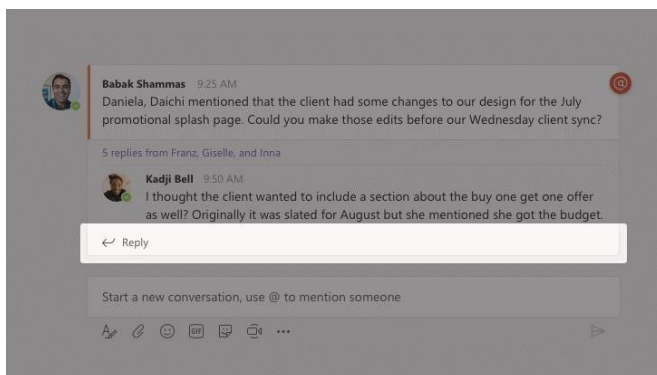 Babak Shammas 9:25 AM
Daniela, Daichi mentioned that the client had some changes to our design for the July
promotional splash page. Could you make those edits before our Wednesday client sync?
5 replies from Franz, Giselle, and Inna
Kadji Bell 9:50 AM
I thought the client wanted to include a section about the buy one get one offer
as well? Originally it was slated for August but she mentioned she got the budget.
Reply
Start a new conversation, use @ to mention someone
GIF